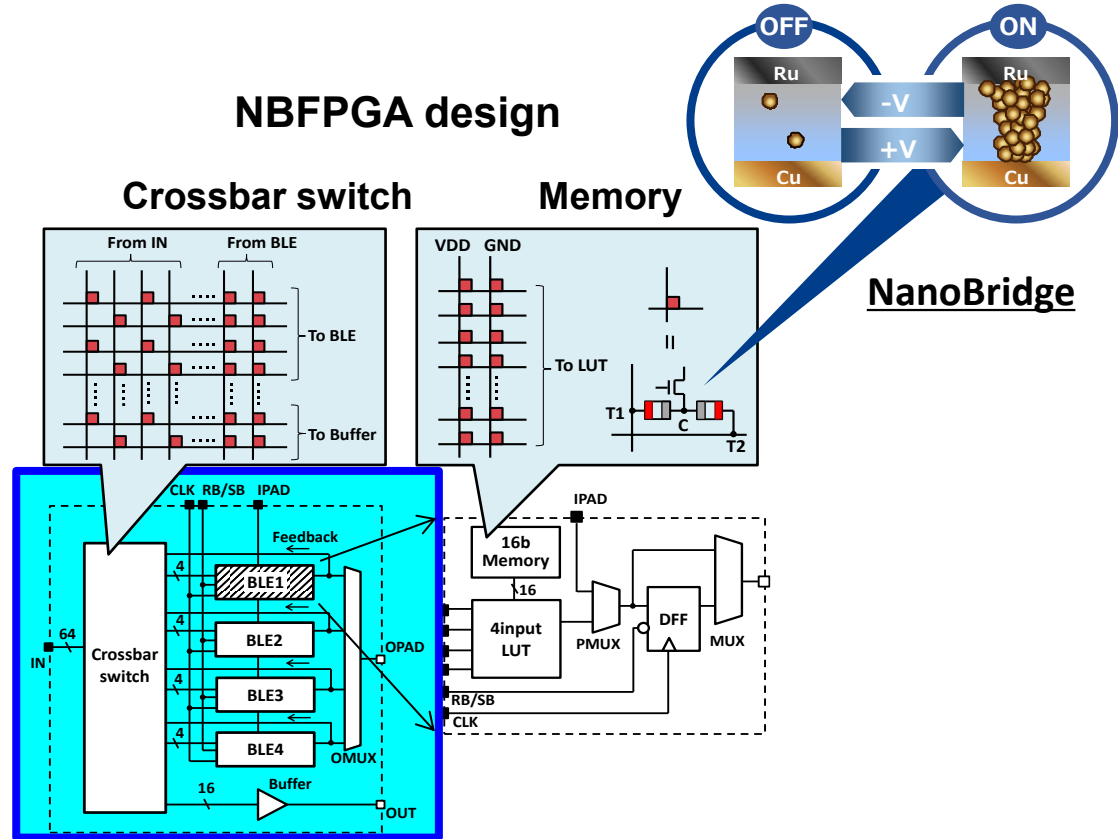 OFF
ON
Ru
Ru
-V
+V
Cu
Cu
NBFPGA design
Crossbar switch
Memory
NanoBridge
From IN
From BLE
To BLE
To Buffer
VDD
GND
To LUT
T1
C
T2
CLK
RB/SB
IPAD
Feedback
4
BLE1
4
BLE2
4
BLE3
4
BLE4
64
IN
Crossbar
switch
OPAD
OMUX
16
Buffer
OUT
IPAD
16b
Memory
16
4input
LUT
PMUX
DFF
MUX
RB/SB
CLK